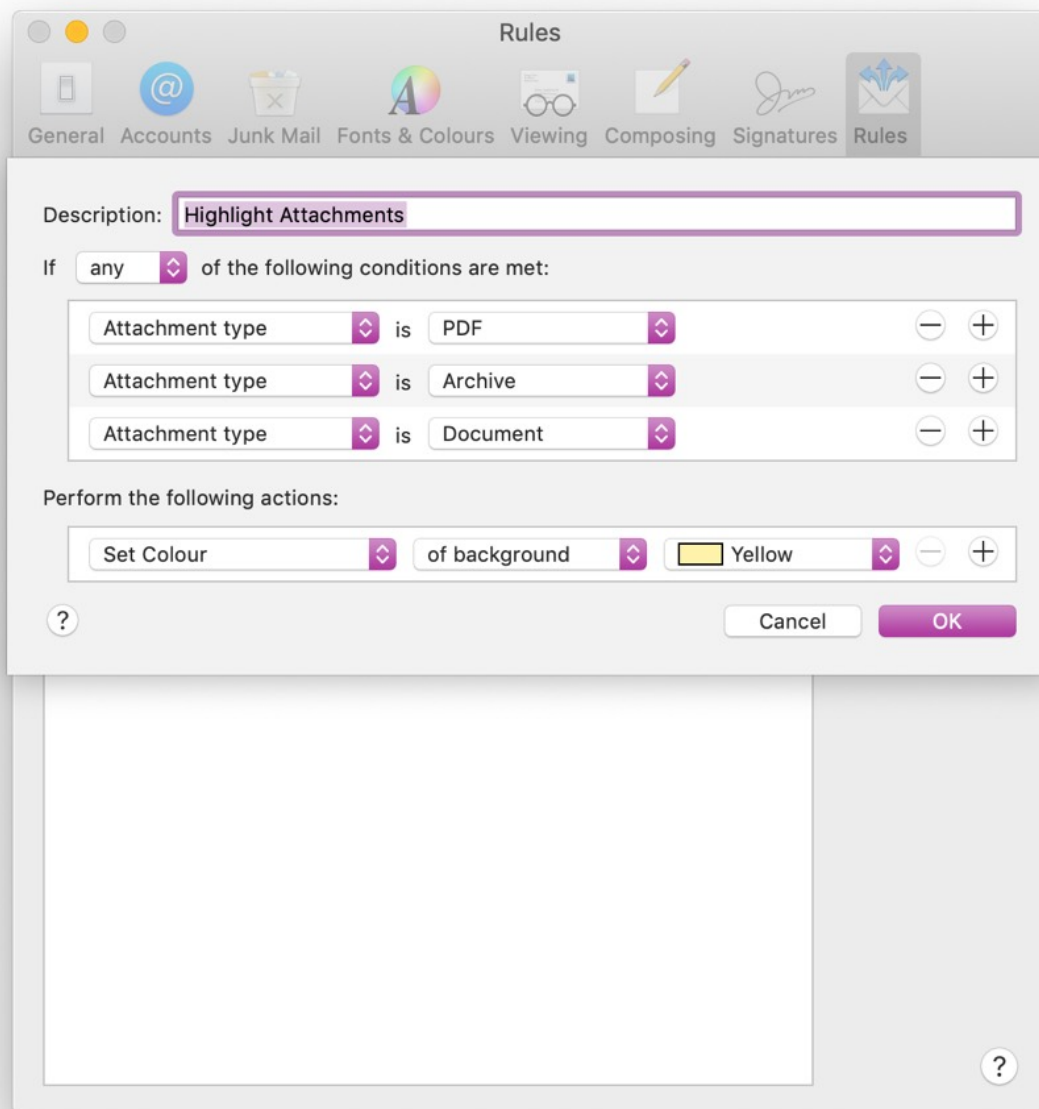 Rules
General Accounts Junk Mail Fonts & Colours Viewing Composing Signatures Rules
Description: Highlight Attachments
If any of the following conditions are met:
Attachment type is PDF
Attachment type is Archive
Attachment type is Document
Perform the following actions:
Set Colour of background Yellow
? Cancel OK
?